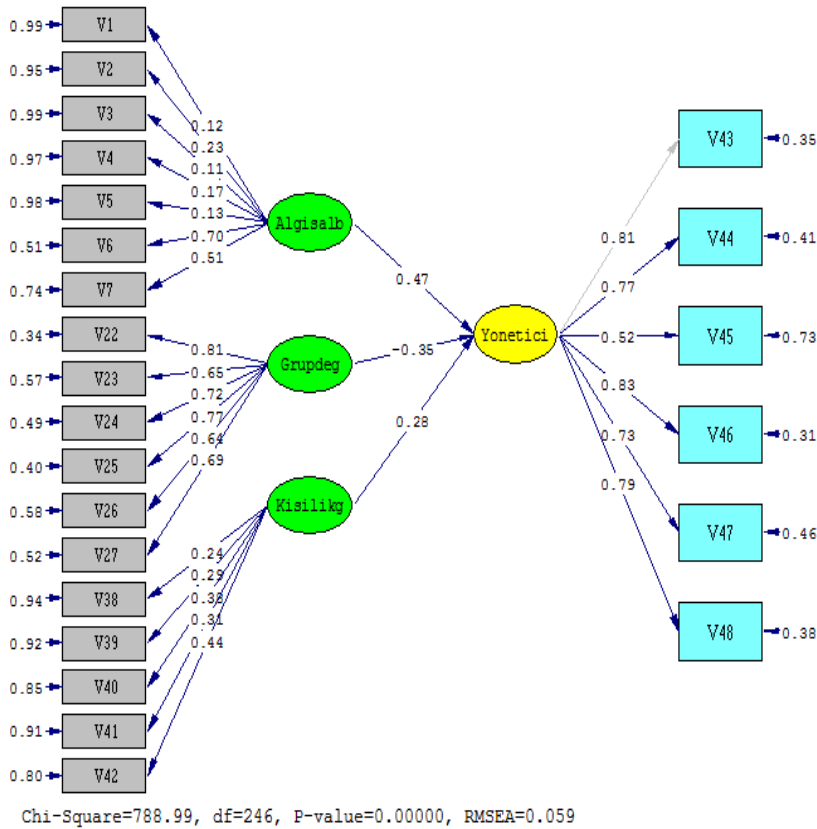 0.99 V1
0.95 V2
0.99 V3
0.97 V4
0.98 V5
0.51 V6
0.74 V7
0.34 V22
0.57 V23
0.49 V24
0.40 V25
0.58 V26
0.52 V27
0.94 V38
0.92 V39
0.85 V40
0.91 V41
0.80 V42
0.12
0.23
0.11
0.17
0.13
0.70
0.51
0.81
0.65
0.72
0.77
0.64
0.69
0.24
0.29
0.38
0.31
0.44
Algisalb
Grupdeg
Kisilikg
0.47
-0.35
0.28
Yonetici
0.81
0.77
0.52
0.83
0.73
0.79
V43 0.35
V44 0.41
V45 0.73
V46 0.31
V47 0.46
V48 0.38
Chi-Square=788.99, df=246, P-value=0.00000, RMSEA=0.059